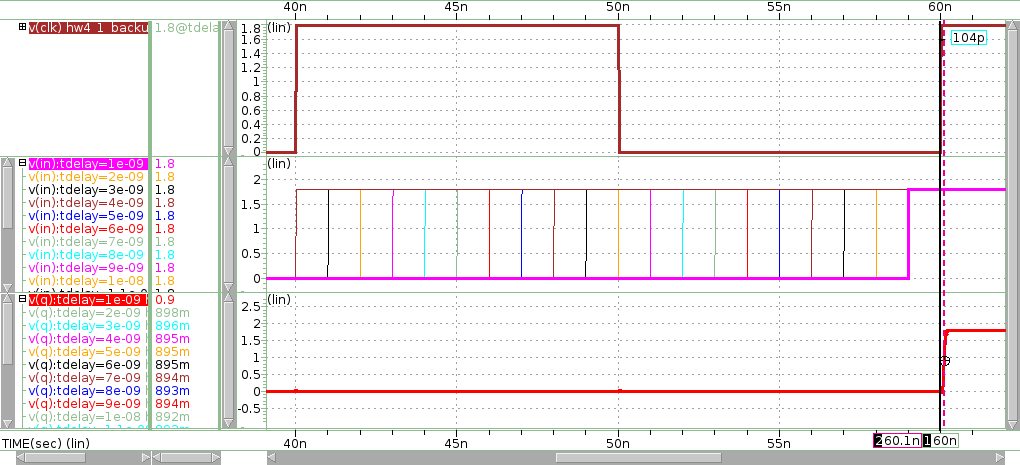 40n 45n 50n 55n 60n
v(clk) hw4_1_backu 1.8@tdela
(lin)
1.8
1.6
1.4
1.2
1
0.8
0.6
0.4
0.2
0
104p
v(in):tdelay=1e-09 1.8
v(in):tdelay=2e-09 1.8
v(in):tdelay=3e-09 1.8
v(in):tdelay=4e-09 1.8
v(in):tdelay=5e-09 1.8
v(in):tdelay=6e-09 1.8
v(in):tdelay=7e-09 1.8
v(in):tdelay=8e-09 1.8
v(in):tdelay=9e-09 1.8
v(in):tdelay=1e-08 1.8
(lin)
2
1.5
1
0.5
0
v(q):tdelay=1e-09 0.9
v(q):tdelay=2e-09 898m
v(q):tdelay=3e-09 896m
v(q):tdelay=4e-09 895m
v(q):tdelay=5e-09 895m
v(q):tdelay=6e-09 895m
v(q):tdelay=7e-09 894m
v(q):tdelay=8e-09 893m
v(q):tdelay=9e-09 894m
v(q):tdelay=1e-08 892m
(lin)
2.5
2
1.5
1
0.5
0
-0.5
TIME(sec) (lin)
40n 45n 50n 55n 260.1n 160n